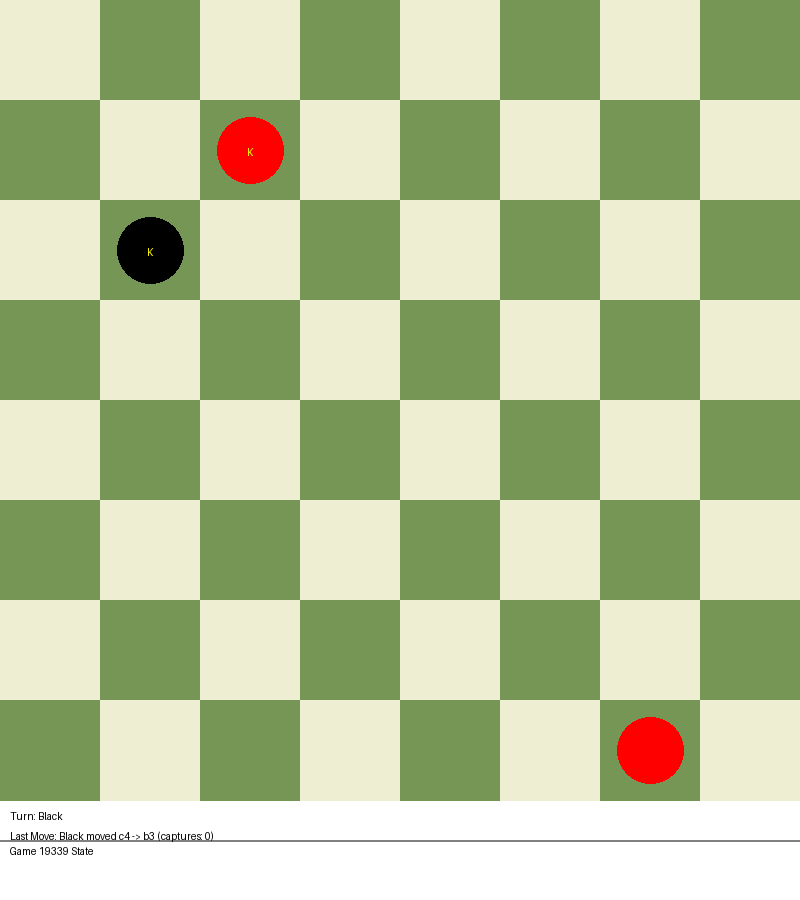 K
K
Turn: Black
Last Move: Black moved c4 -> b3 (captures: 0)
Game 19339 State